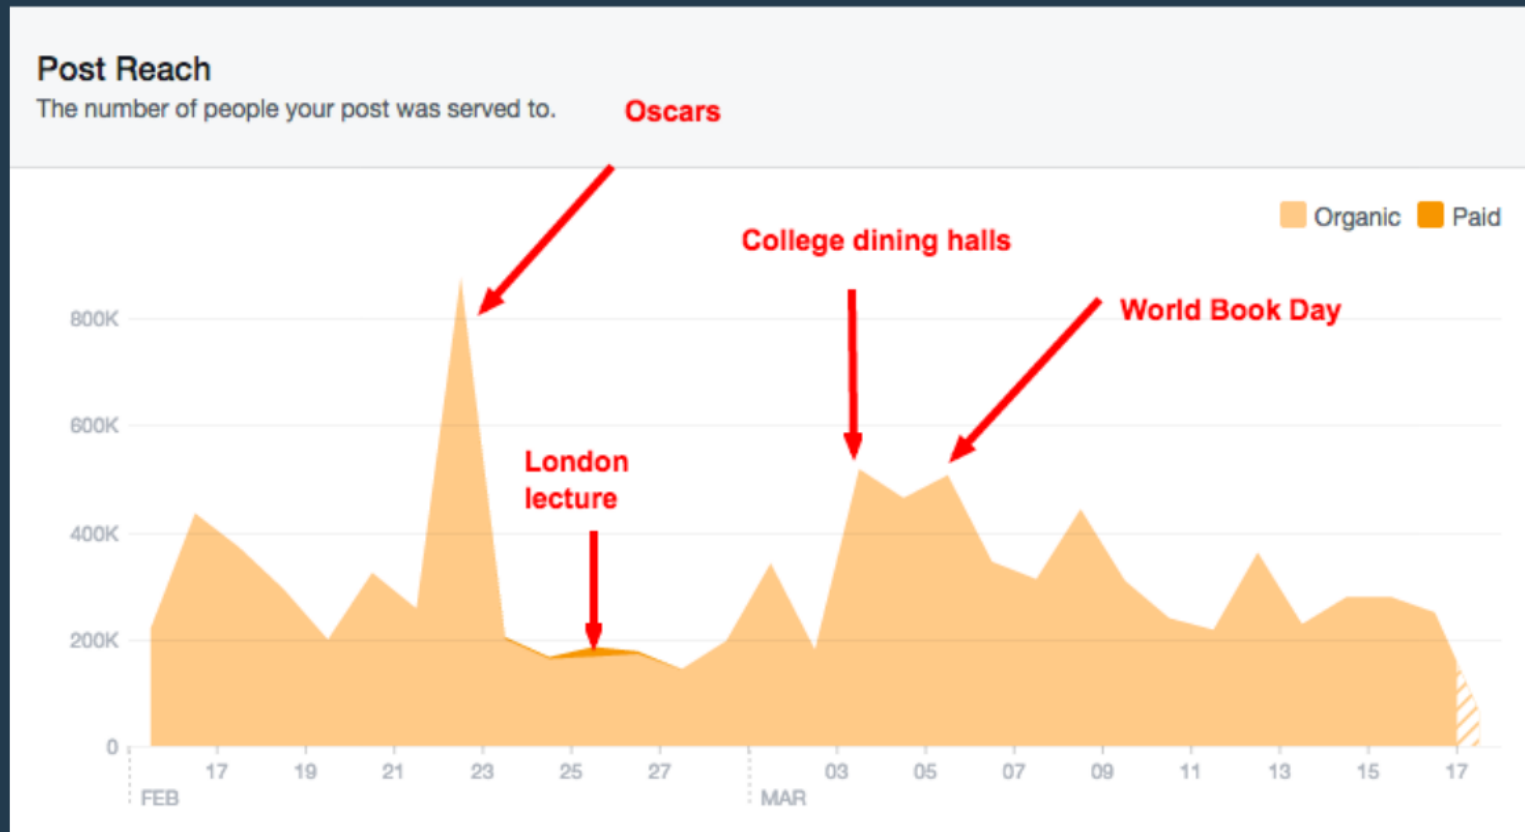 Post Reach
The number of people your post was served to.
Oscars
Organic
Paid
College dining halls
World Book Day
London
lecture
800K
600K
400K
200K
0
17 19 21 23 25 27 03 05 07 09 11 13 15 17
FEB MAR